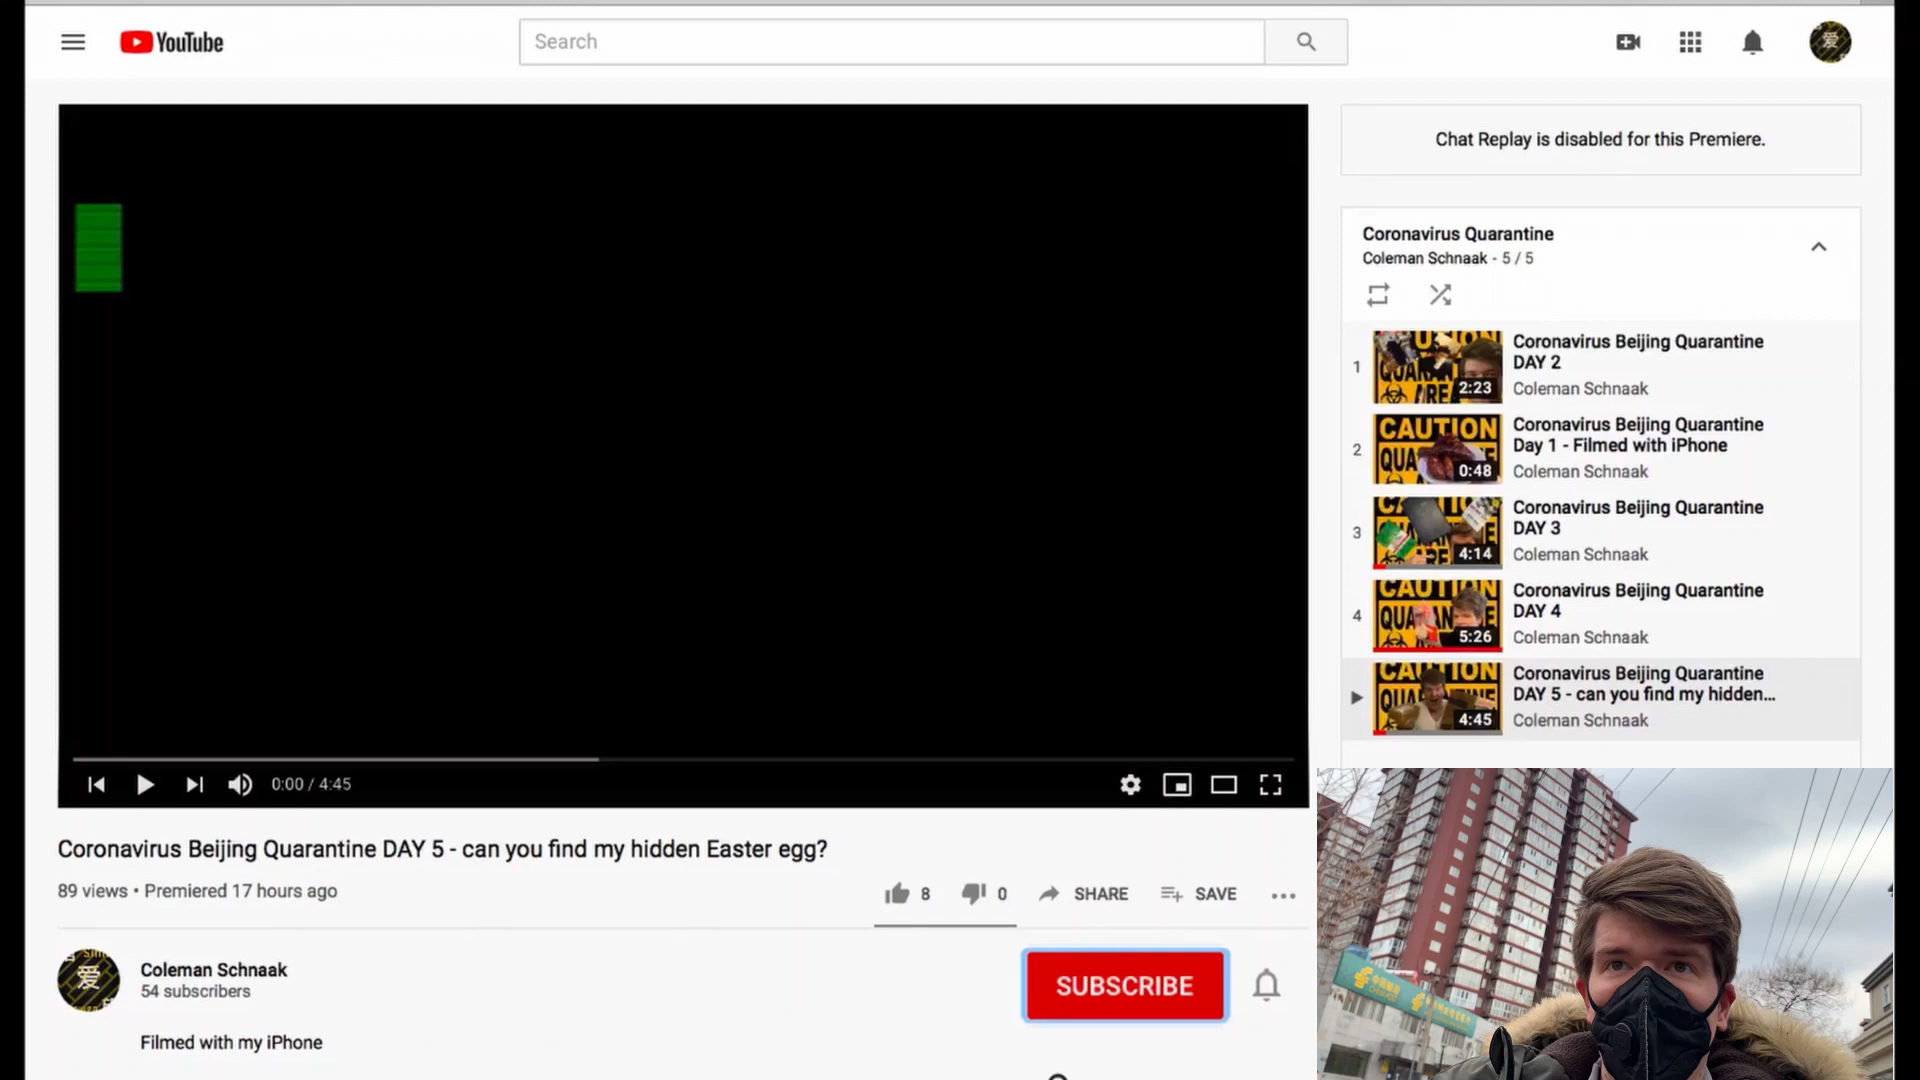 YouTube
Search
Chat Replay is disabled for this Premiere.
Coronavirus Quarantine
Coleman Schnaak - 5 / 5
1
2:23
Coronavirus Beijing Quarantine
DAY 2
Coleman Schnaak
2
CAUTION
0:48
Coronavirus Beijing Quarantine
Day 1 - Filmed with iPhone
Coleman Schnaak
3
4:14
Coronavirus Beijing Quarantine
DAY 3
Coleman Schnaak
4
CAUTION
5:26
Coronavirus Beijing Quarantine
DAY 4
Coleman Schnaak
4:45
Coronavirus Beijing Quarantine
DAY 5 - can you find my hidden...
Coleman Schnaak
0:00 / 4:45
Coronavirus Beijing Quarantine DAY 5 - can you find my hidden Easter egg?
89 views • Premiered 17 hours ago
8
0
SHARE
SAVE
爱
Coleman Schnaak
54 subscribers
SUBSCRIBE
Filmed with my iPhone